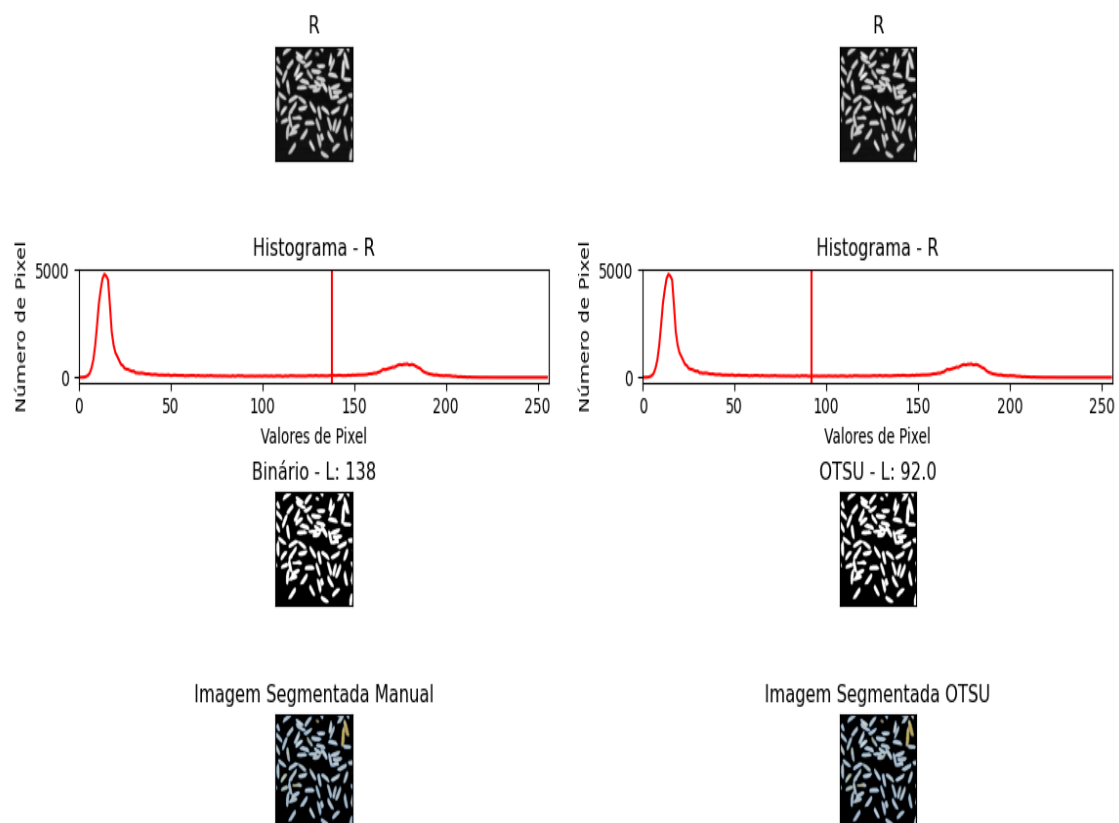 R
R
Histograma - R
Histograma - R
Número de Pixel
5000
0
0 50 100 150 200 250
Valores de Pixel
Número de Pixel
5000
0
0 50 100 150 200 250
Valores de Pixel
Binário - L: 138
OTSU - L: 92.0
Imagem Segmentada Manual
Imagem Segmentada OTSU